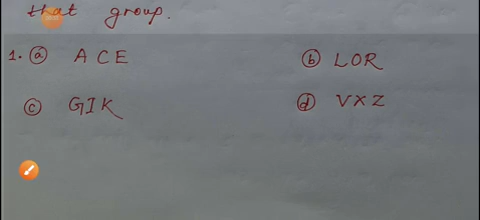 that group.
1. (a) ACE (b) LOR
(c) GIK (d) VXZ